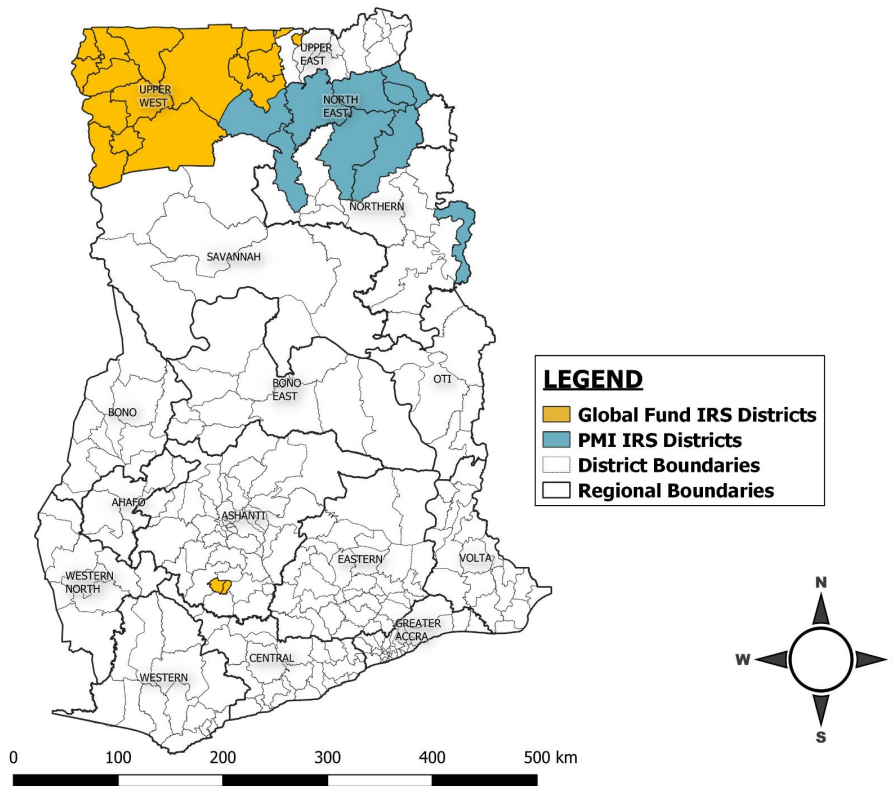 UPPER
EAST
UPPER
WEST
NORTH
EAST
NORTHERN
SAVANNAH
BONO
EAST
OTI
BONO
AHAFO
ASHANTI
EASTERN
VOLTA
WESTERN
NORTH
GREATER
ACCRA
CENTRAL
WESTERN
LEGEND
Global Fund IRS Districts
PMI IRS Districts
District Boundaries
Regional Boundaries
N
W
S
0 100 200 300 400 500 km